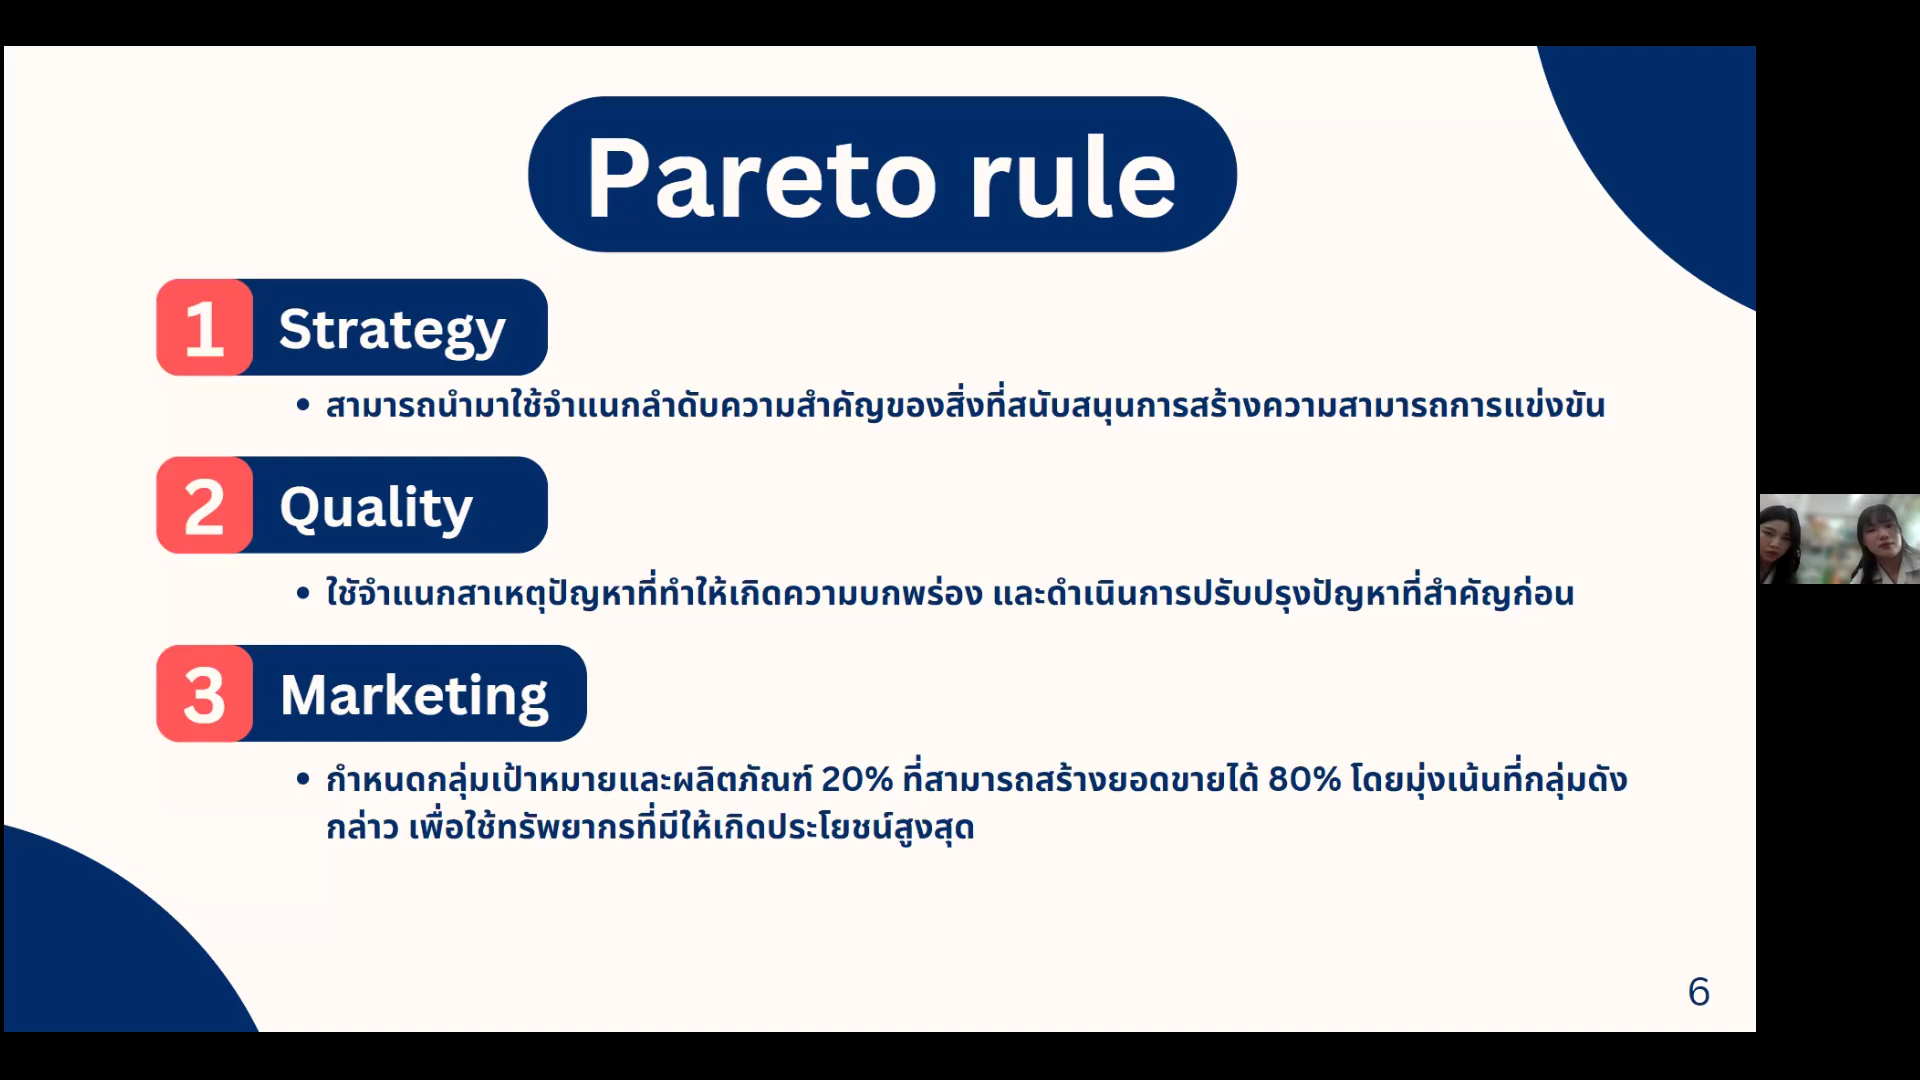 Pareto rule
1 Strategy
• สามารถนำมาใช้จำแนกลำดับความสำคัญของสิ่งที่สนับสนุนการสร้างความสามารถการแข่งขัน
2 Quality
• ใช้จำแนกสาเหตุปัญหาที่ทำให้เกิดความบกพร่อง และดำเนินการปรับปรุงปัญหาที่สำคัญก่อน
3 Marketing
• กำหนดกลุ่มเป้าหมายและผลิตภัณฑ์ 20% ที่สามารถสร้างยอดขายได้ 80% โดยมุ่งเน้นที่กลุ่มดัง
กล่าว เพื่อใช้ทรัพยากรที่มีให้เกิดประโยชน์สูงสุด
6